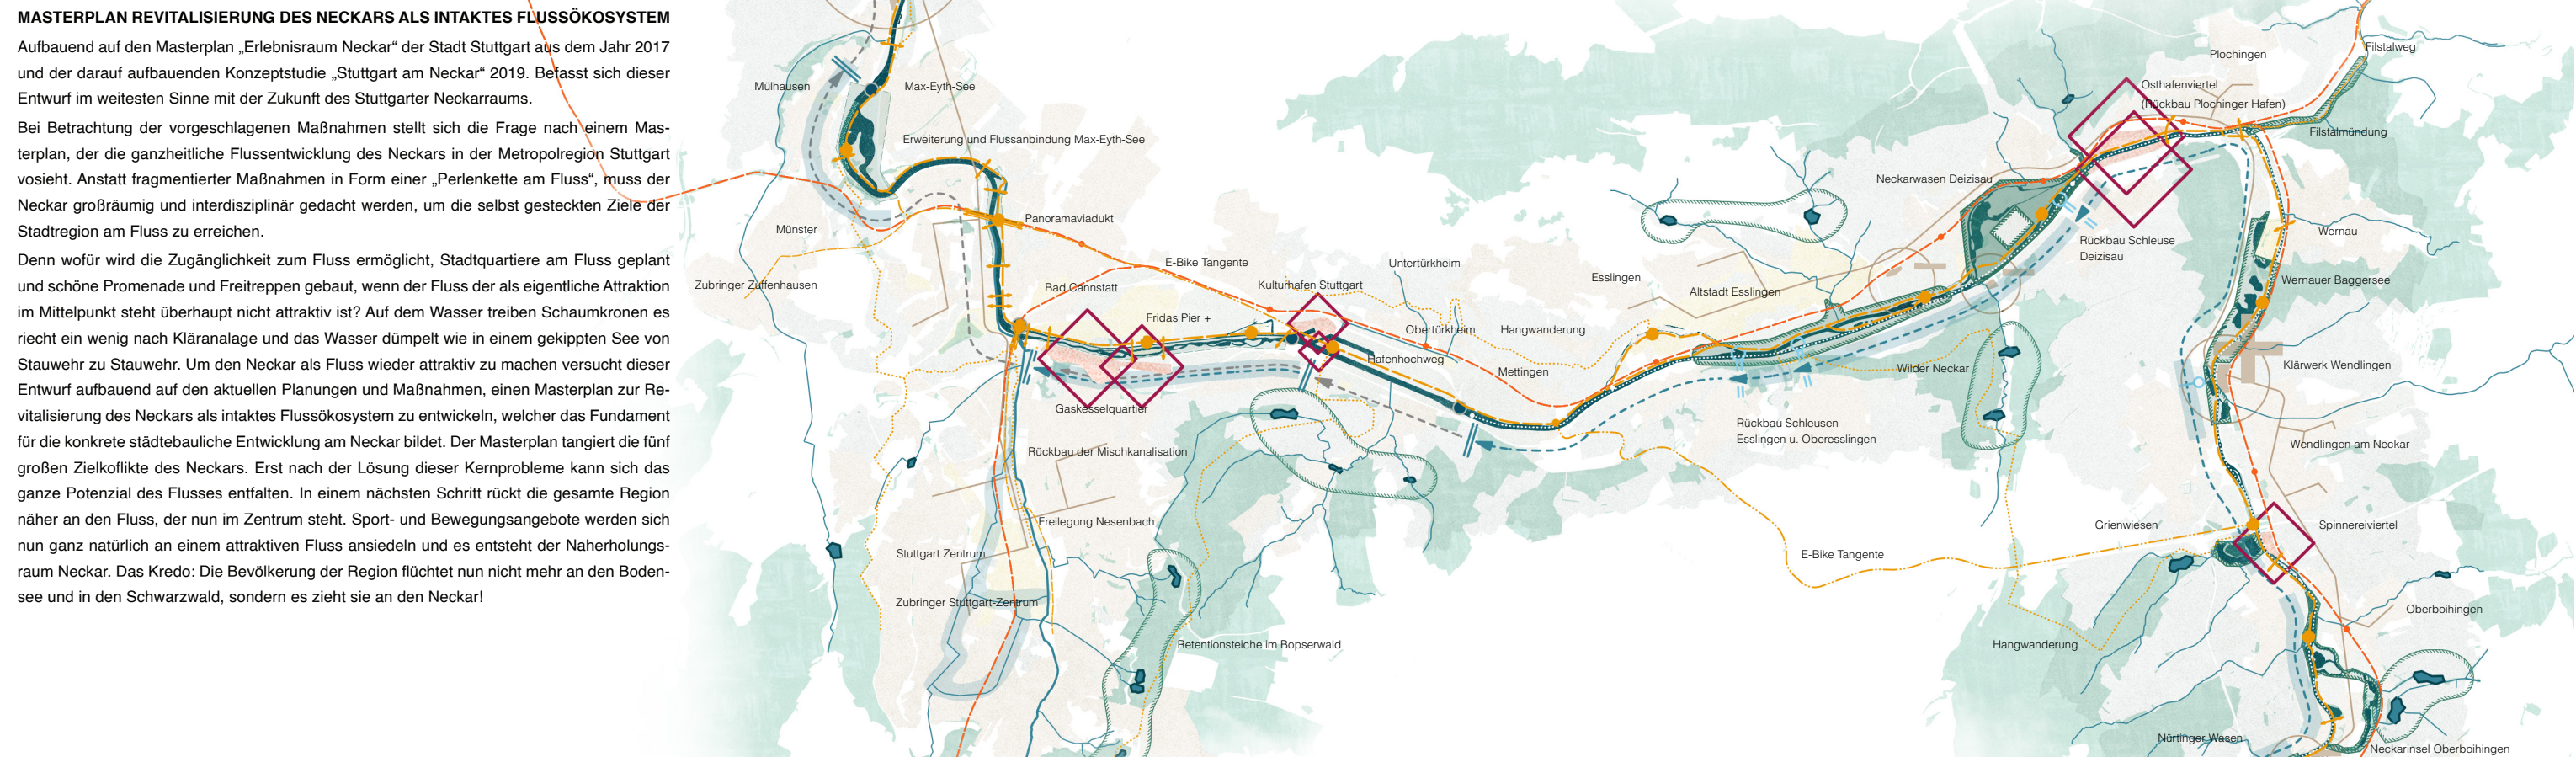 MASTERPLAN REVITALISIERUNG DES NECKARS ALS INTAKTES FLUSSÖKOSYSTEM
Aufbauend auf den Masterplan „Erlebnisraum Neckar“ der Stadt Stuttgart aus dem Jahr 2017
und der darauf aufbauenden Konzeptstudie „Stuttgart am Neckar“ 2019. Befasst sich dieser
Entwurf im weitesten Sinne mit der Zukunft des Stuttgarter Neckarraums.
Bei Betrachtung der vorgeschlagenen Maßnahmen stellt sich die Frage nach einem Mas-
terplan, der die ganzheitliche Flussentwicklung des Neckars in der Metropolregion Stuttgart
vosieht. Anstatt fragmentierter Maßnahmen in Form einer „Perlenkette am Fluss“, muss der
Neckar großräumig und interdisziplinär gedacht werden, um die selbst gesteckten Ziele der
Stadtregion am Fluss zu erreichen.
Denn wofür wird die Zugänglichkeit zum Fluss ermöglicht, Stadtquartiere am Fluss geplant
und schöne Promenade und Freitreppen gebaut, wenn der Fluss der als eigentliche Attraktion
im Mittelpunkt steht überhaupt nicht attraktiv ist? Auf dem Wasser treiben Schaumkronen es
riecht ein wenig nach Kläranalage und das Wasser dümpelt wie in einem gekippten See von
Stauwehr zu Stauwehr. Um den Neckar als Fluss wieder attraktiv zu machen versucht dieser
Entwurf aufbauend auf den aktuellen Planungen und Maßnahmen, einen Masterplan zur Re-
vitalisierung des Neckars als intaktes Flussökosystem zu entwickeln, welcher das Fundament
für die konkrete städtebauliche Entwicklung am Neckar bildet. Der Masterplan tangiert die fünf
großen Zielkoflikte des Neckars. Erst nach der Lösung dieser Kernprobleme kann sich das
ganze Potenzial des Flusses entfalten. In einem nächsten Schritt rückt die gesamte Region
näher an den Fluss, der nun im Zentrum steht. Sport- und Bewegungsangebote werden sich
nun ganz natürlich an einem attraktiven Fluss ansiedeln und es entsteht der Naherholungs-
raum Neckar. Das Kredo: Die Bevölkerung der Region flüchtet nun nicht mehr an den Boden-
see und in den Schwarzwald, sondern es zieht sie an den Neckar!
Mülhausen
Max-Eyth-See
Erweiterung und Flussanbindung Max-Eyth-See
Münster
Panoramaviadukt
Zubringer Zuffenhausen
Bad Cannstatt
E-Bike Tangente
Fridas Pier +
Kulturhafen Stuttgart
Untertürkheim
Obertürkheim
Hafenhochweg
Hangwanderung
Mettingen
Gaskesselquartier
Rückbau der Mischkanalisation
Freilegung Nesenbach
Stuttgart Zentrum
Zubringer Stuttgart-Zentrum
Retentionsteiche im Bopserwald
Esslingen
Altstadt Esslingen
Neckarwasen Deizisau
Wilder Neckar
Rückbau Schleusen
Esslingen u. Oberesslingen
E-Bike Tangente
Plochingen
Filstalweg
Osthafenviertel
(Rückbau Plochinger Hafen)
Filstalmündung
Rückbau Schleuse
Deizisau
Wernau
Wernauer Baggersee
Klärwerk Wendlingen
Wendlingen am Neckar
Grienwiesen
Spinnereiviertel
Oberboihingen
Hangwanderung
Nürtinger Wasen
Neckarinsel Oberboihingen